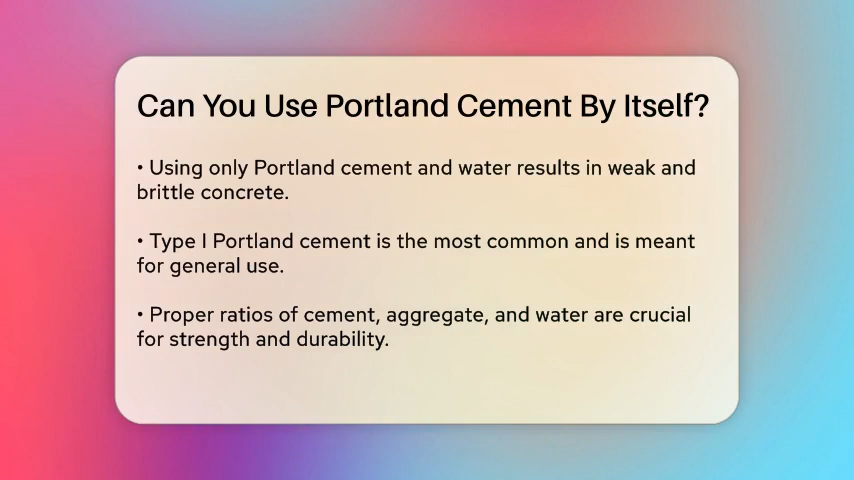 Can You Use Portland Cement By Itself?
• Using only Portland cement and water results in weak and
brittle concrete.
• Type I Portland cement is the most common and is meant
for general use.
• Proper ratios of cement, aggregate, and water are crucial
for strength and durability.